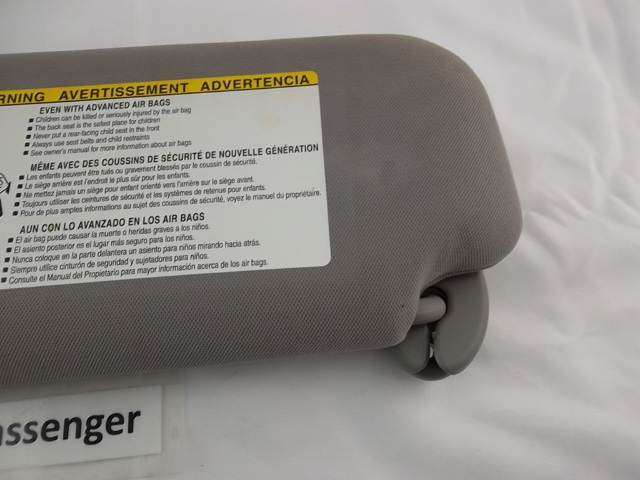 AVERTISSEMENT ADVERTENCIA
EVEN WITH ADVANCED AIR BAGS
■ Children can be killed or seriously injured by the air bag
■ The back seat is the safest place for children
■ Never put a rear-facing child seat in the front
■ Always use seat belts and child restraints
■ See owner's manual for more information about air bags
MÊME AVEC DES COUSSINS DE SÉCURITÉ DE NOUVELLE GÉNÉRATION
■ Les enfants peuvent être tués ou gravement blessés par le coussin de sécurité.
■ Le siège arrière est l'endroit le plus sûr pour les enfants.
■ Ne mettez jamais un siège pour enfant orienté vers l'arrière sur le siège avant.
■ Toujours utiliser les ceintures de sécurité et les systèmes de retenue pour enfants.
■ Pour de plus amples informations au sujet des coussins de sécurité, voyez le manuel du propriétaire.
AUN CON LO AVANZADO EN LOS AIR BAGS
■ El air bag puede causar la muerte o heridas graves a los niños.
■ El asiento posterior es el lugar más seguro para los niños.
■ Nunca coloque en la parte delantera un asiento para niños mirando hacia atrás.
■ Siempre utilice cinturón de seguridad y sujetadores para niños.
■ Consulte el Manual del Propietario para mayor información acerca de los air bags.
ssenger